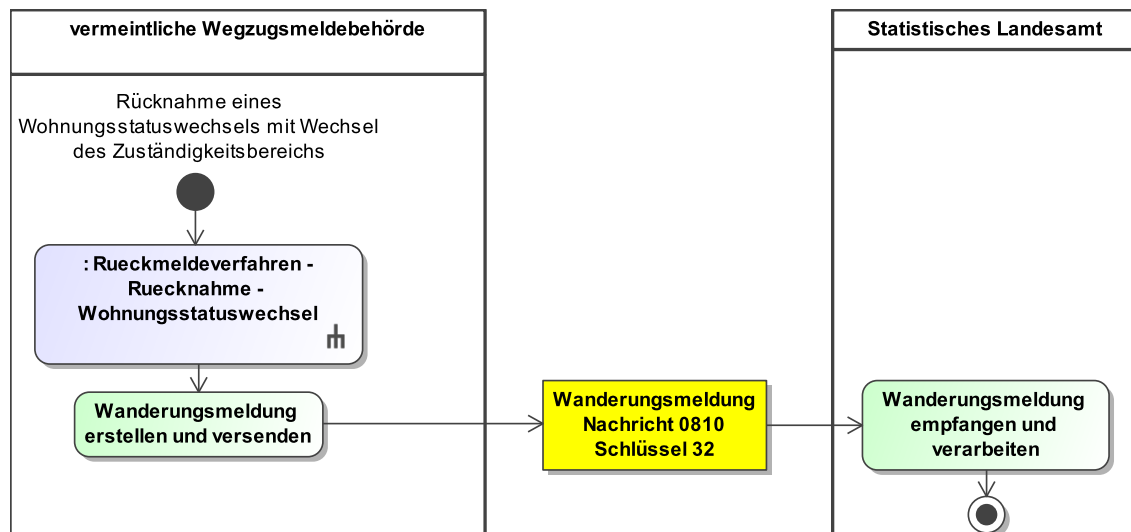 vermeintliche Wegzugsmeldebehörde
Statistisches Landesamt
Rücknahme eines
Wohnungsstatuswechsels mit Wechsel
des Zuständigkeitsbereichs
: Rueckmeldeverfahren -
Ruecknahme -
Wohnungsstatuswechsel
Wanderungsmeldung
erstellen und versenden
Wanderungsmeldung
Nachricht 0810
Schlüssel 32
Wanderungsmeldung
empfangen und
verarbeiten